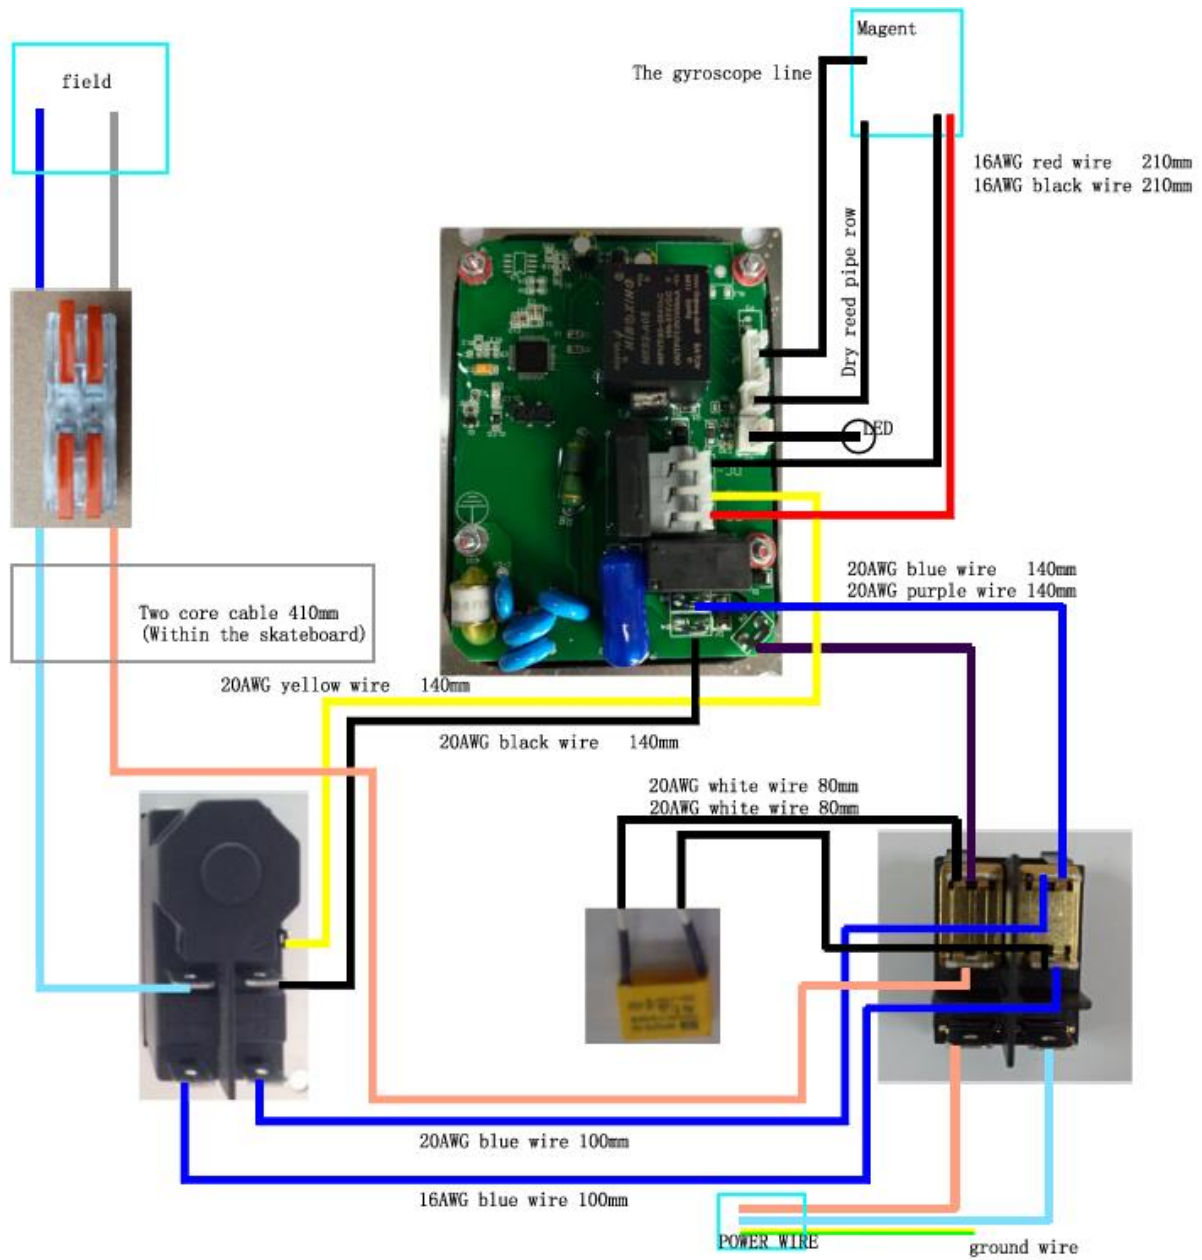 Magent
field
The gyroscope line
16AWG red wire 210mm
16AWG black wire 210mm
Dry reed pipe row
LED
20AWG blue wire 140mm
20AWG purple wire 140mm
Two core cable 410mm
(Within the skateboard)
20AWG yellow wire 140mm
20AWG black wire 140mm
20AWG white wire 80mm
20AWG white wire 80mm
20AWG blue wire 100mm
16AWG blue wire 100mm
POWER WIRE
ground wire